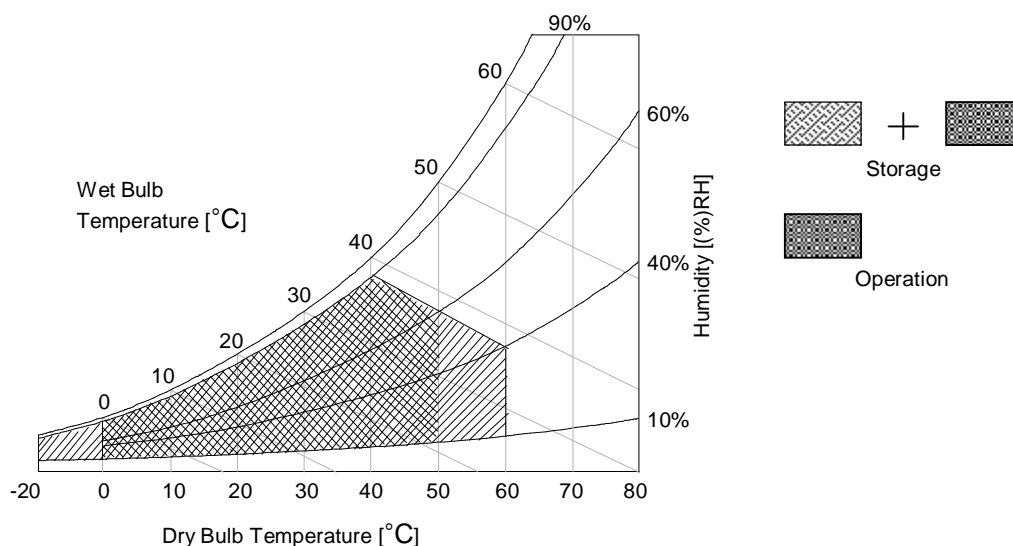 90%
60
60%
50
Wet Bulb
Temperature [°C]
Storage
40
40%
Operation
30
20
10
0
10%
Humidity [(%)RH]
-20 0 10 20 30 40 50 60 70 80
Dry Bulb Temperature [°C]